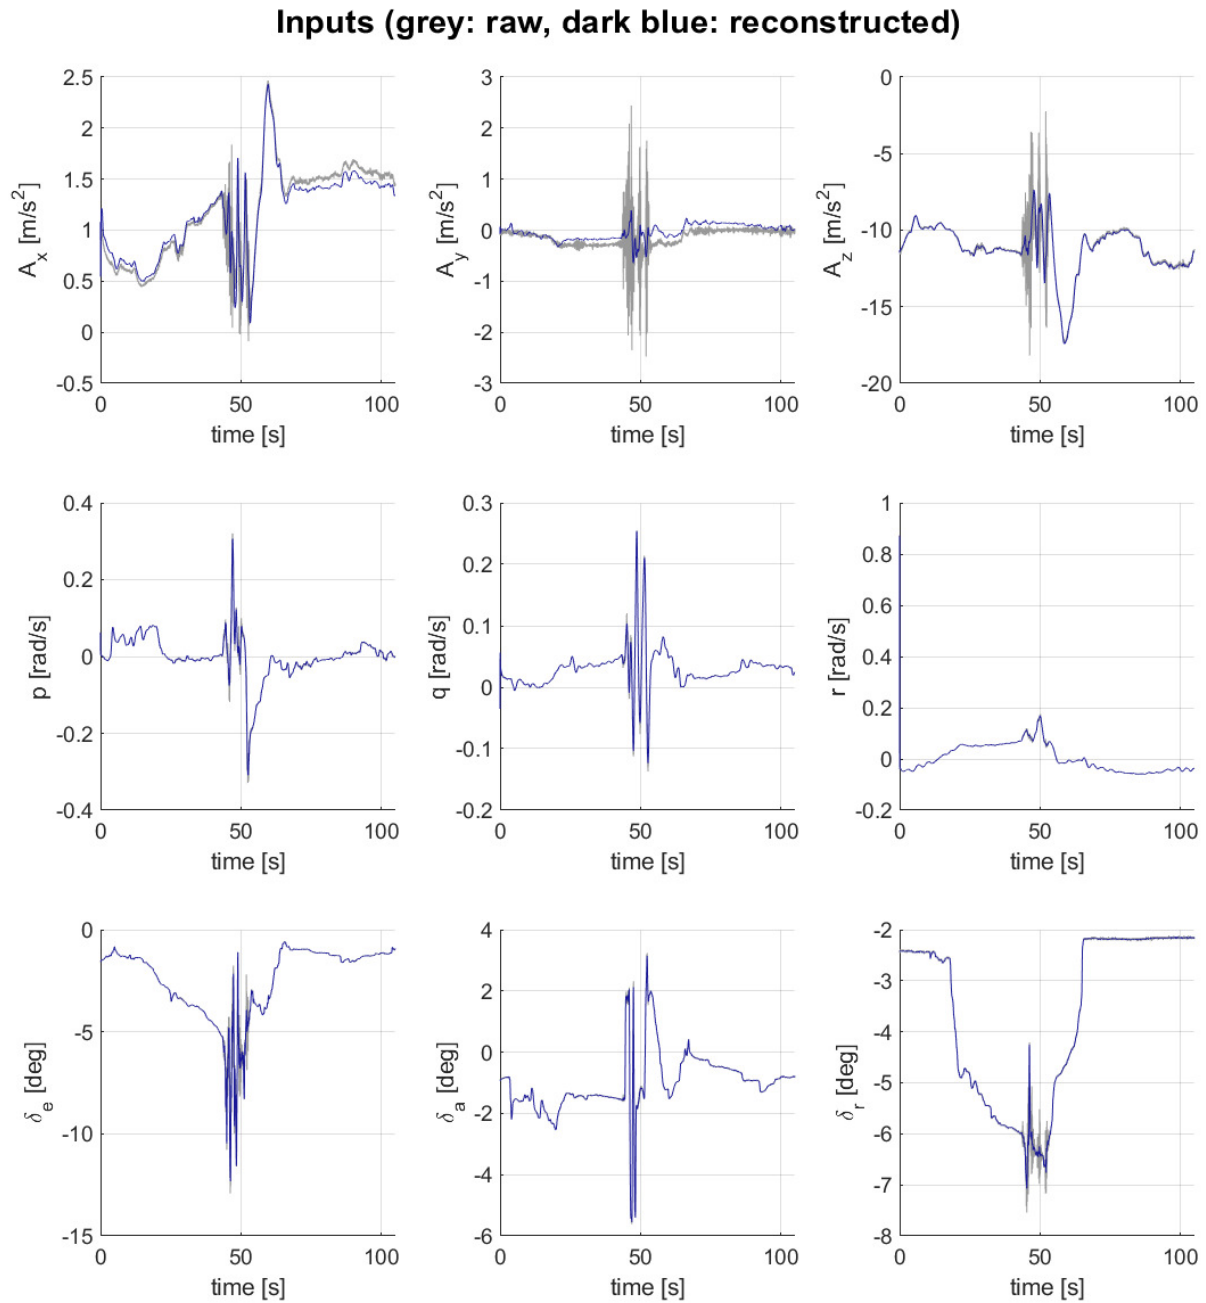 Inputs (grey: raw, dark blue: reconstructed)
2.5
2
1.5
1
0.5
0
-0.5
A_x [m/s^2]
0 50 100
time [s]
3
2
1
0
-1
-2
-3
A_y [m/s^2]
0 50 100
time [s]
0
-5
-10
-15
-20
A_z [m/s^2]
0 50 100
time [s]
0.4
0.2
0
-0.2
-0.4
p [rad/s]
0 50 100
time [s]
0.3
0.2
0.1
0
-0.1
-0.2
q [rad/s]
0 50 100
time [s]
1
0.8
0.6
0.4
0.2
0
-0.2
r [rad/s]
0 50 100
time [s]
0
-5
-10
-15
δ_e [deg]
0 50 100
time [s]
4
2
0
-2
-4
-6
δ_a [deg]
0 50 100
time [s]
-2
-3
-4
-5
-6
-7
-8
δ_r [deg]
0 50 100
time [s]